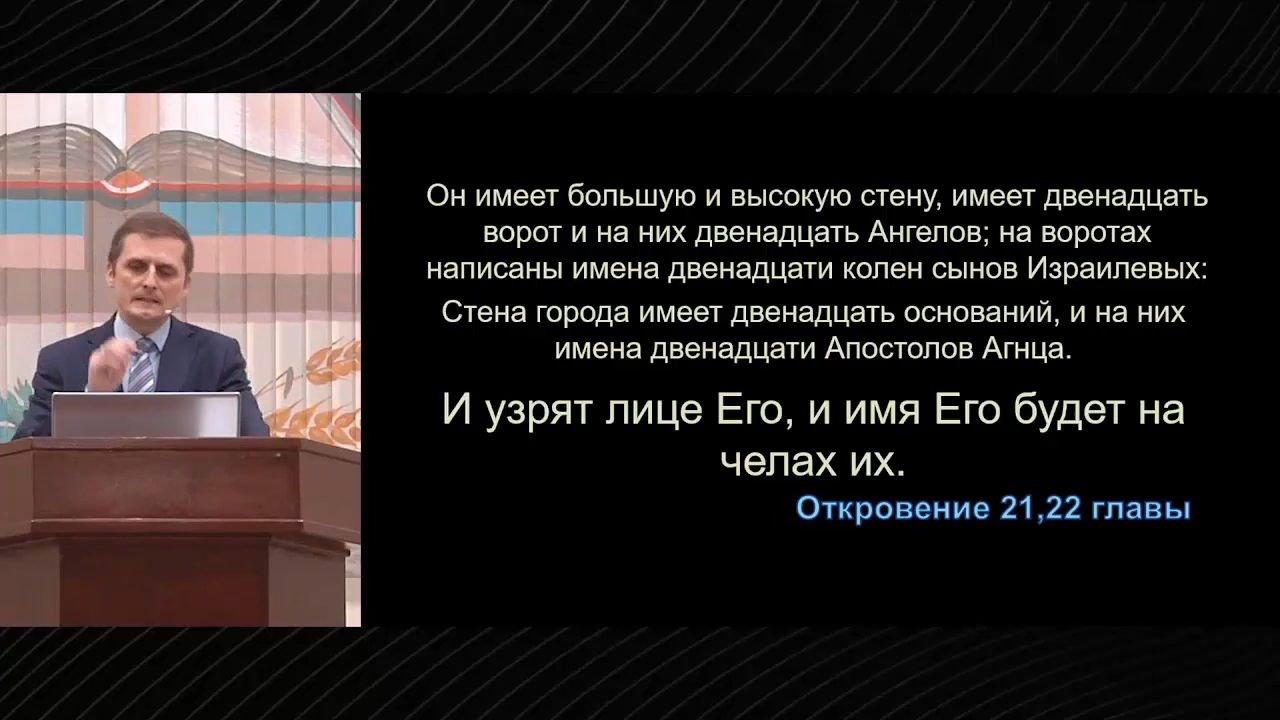 Он имеет большую и высокую стену, имеет двенадцать
ворот и на них двенадцать Ангелов; на воротах
написаны имена двенадцати колен сынов Израилевых:
Стена города имеет двенадцать оснований, и на них
имена двенадцати Апостолов Агнца.
И узрят лице Его, и имя Его будет на
челах их.
Откровение 21,22 главы